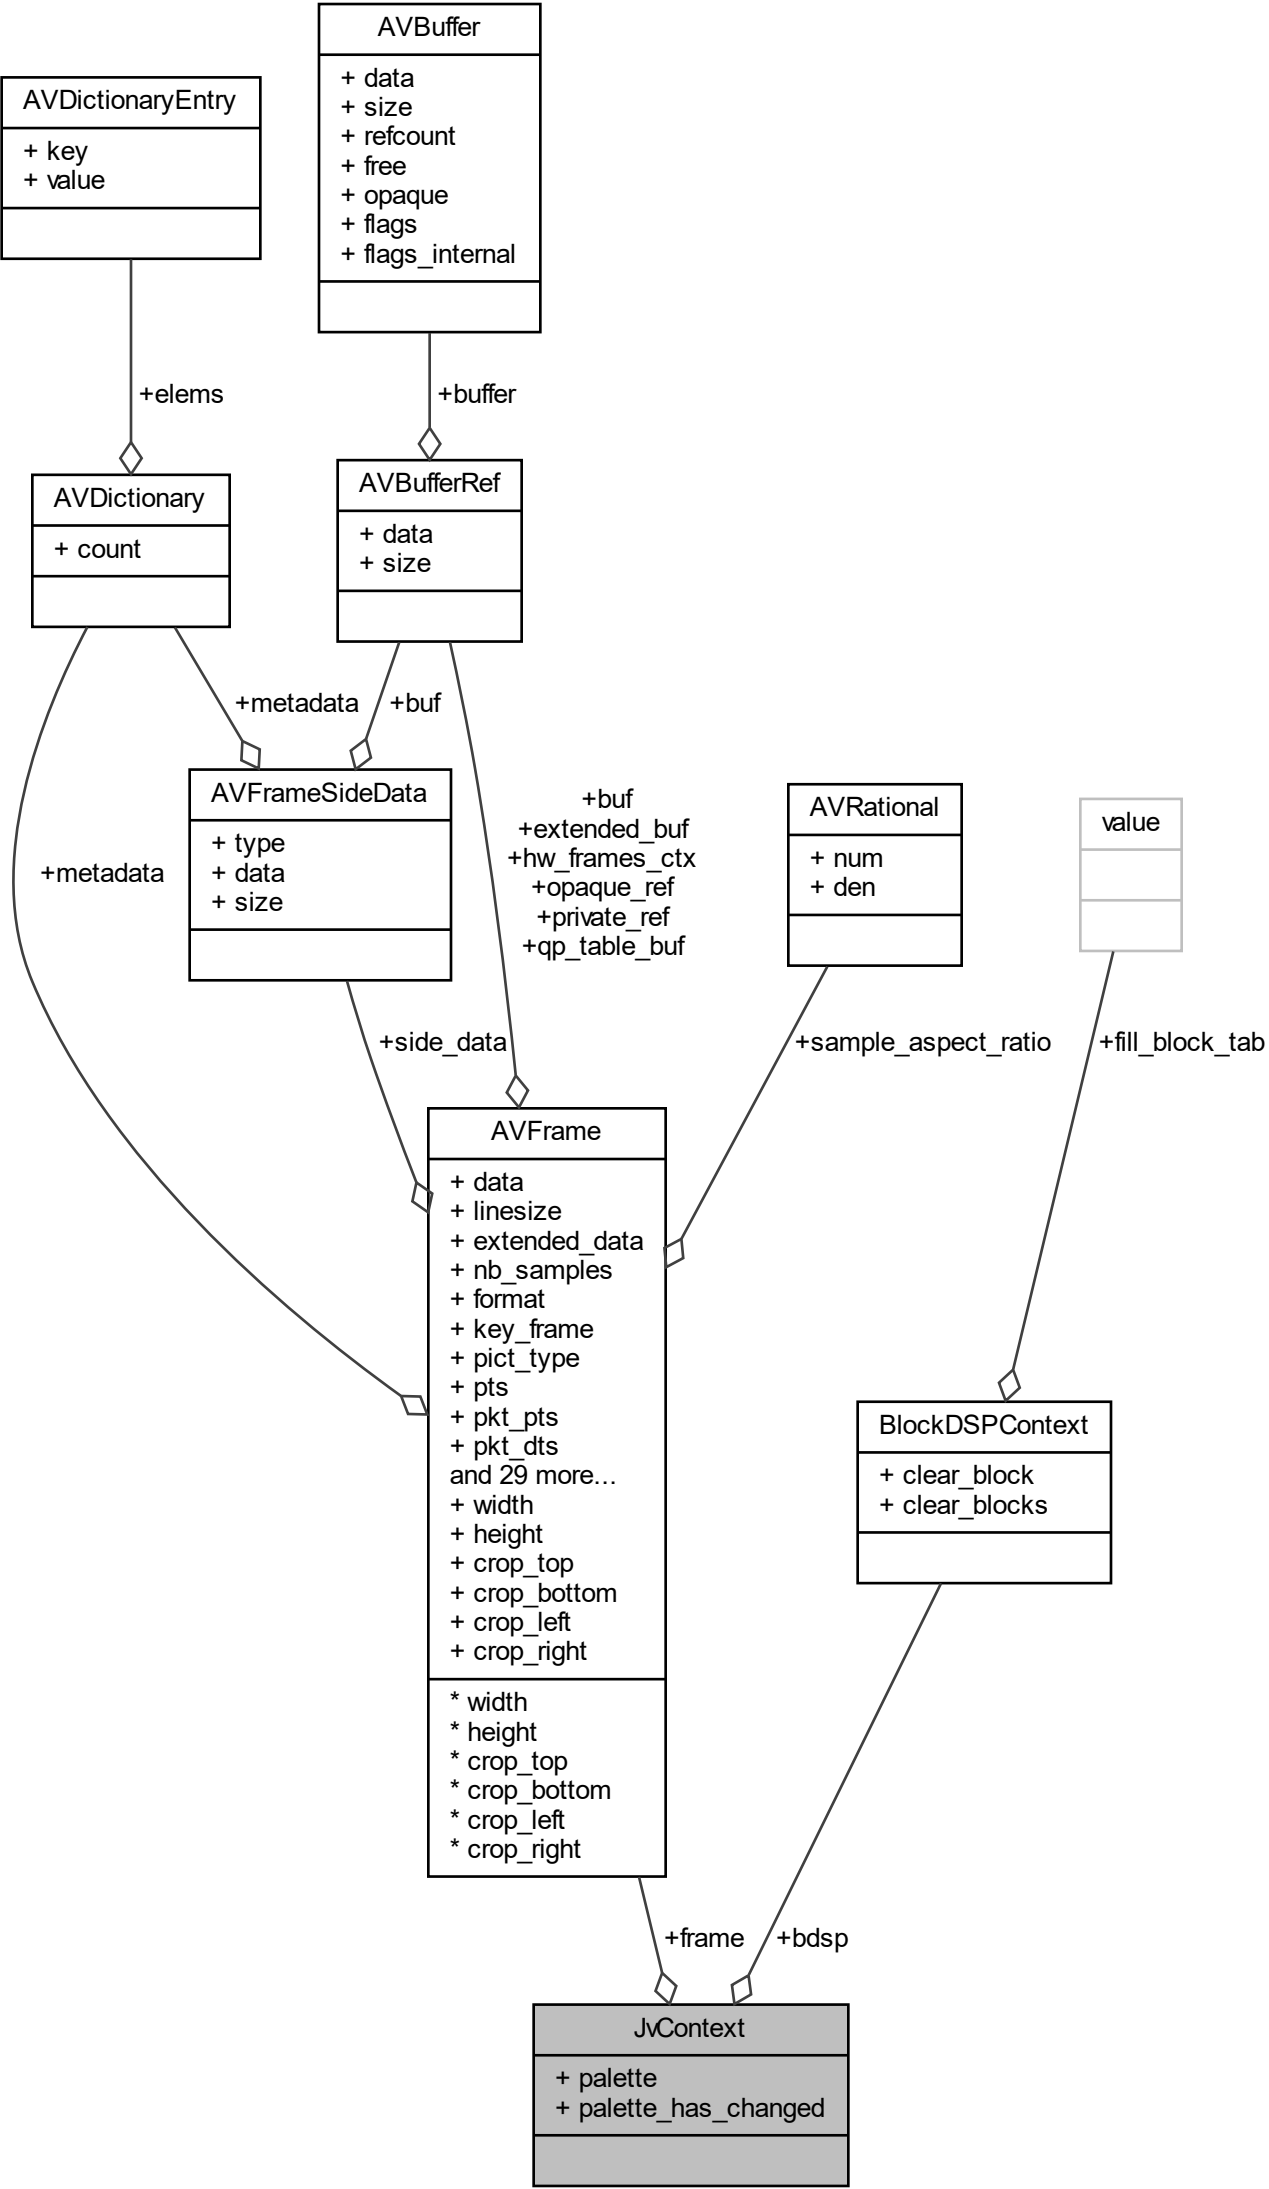 AVBuffer
+ data
+ size
+ refcount
+ free
+ opaque
+ flags
+ flags_internal
AVDictionaryEntry
+ key
+ value
+elems
+buffer
AVDictionary
+ count
AVBufferRef
+ data
+ size
+metadata
+buf
AVFrameSideData
+ type
+ data
+ size
+metadata
+buf
+extended_buf
+hw_frames_ctx
+opaque_ref
+private_ref
+qp_table_buf
AVRational
+ num
+ den
value
+side_data
+sample_aspect_ratio
+fill_block_tab
AVFrame
+ data
+ linesize
+ extended_data
+ nb_samples
+ format
+ key_frame
+ pict_type
+ pts
+ pkt_pts
+ pkt_dts
and 29 more...
+ width
+ height
+ crop_top
+ crop_bottom
+ crop_left
+ crop_right
* width
* height
* crop_top
* crop_bottom
* crop_left
* crop_right
BlockDSPContext
+ clear_block
+ clear_blocks
+frame
+bdsp
JvContext
+ palette
+ palette_has_changed